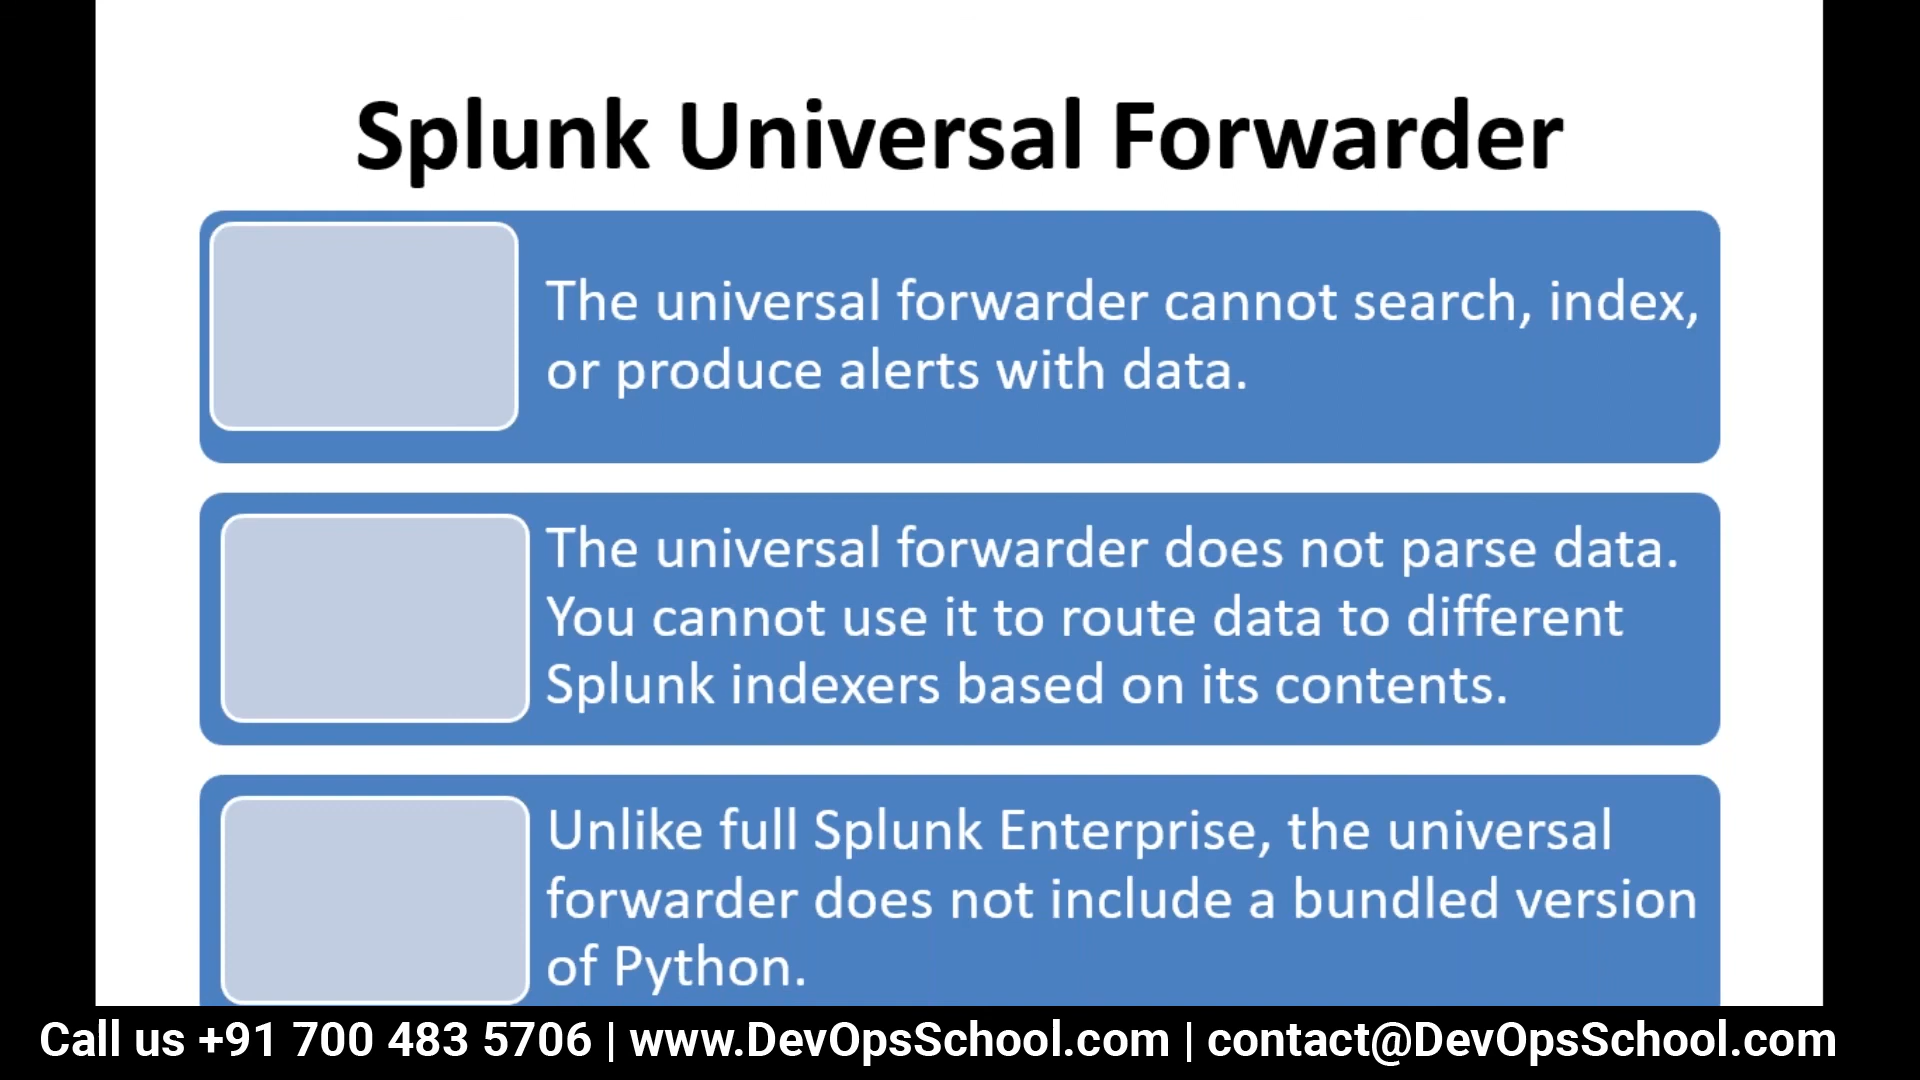 Splunk Universal Forwarder
The universal forwarder cannot search, index,
or produce alerts with data.
The universal forwarder does not parse data.
You cannot use it to route data to different
Splunk indexers based on its contents.
Unlike full Splunk Enterprise, the universal
forwarder does not include a bundled version
of Python.
Call us +91 700 483 5706 | www.DevOpsSchool.com | contact@DevOpsSchool.com